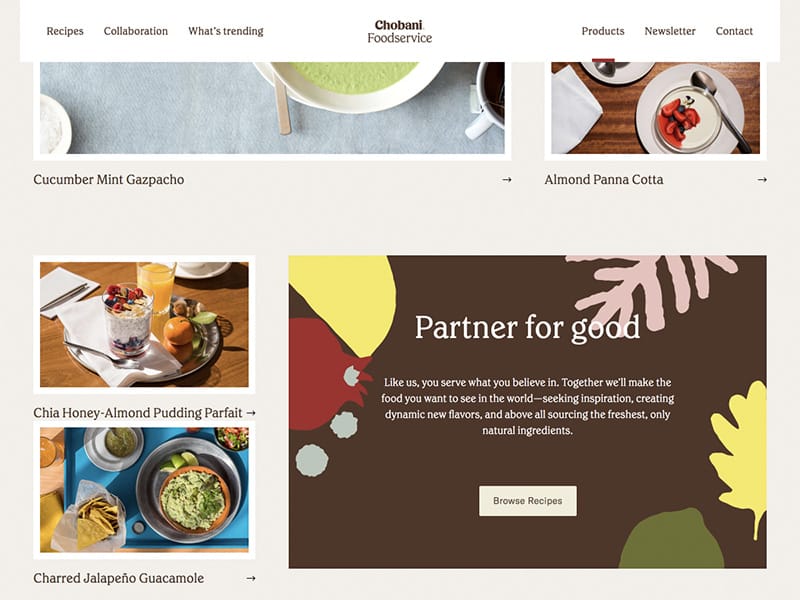 Recipes
Collaboration
What's trending
Chobani
Foodservice
Products
Newsletter
Contact
Cucumber Mint Gazpacho →
Almond Panna Cotta →
Chia Honey-Almond Pudding Parfait →
Charred Jalapeño Guacamole →
Partner for good
Like us, you serve what you believe in. Together we'll make the
food you want to see in the world—seeking inspiration, creating
dynamic new flavors, and above all sourcing the freshest, only
natural ingredients.
Browse Recipes